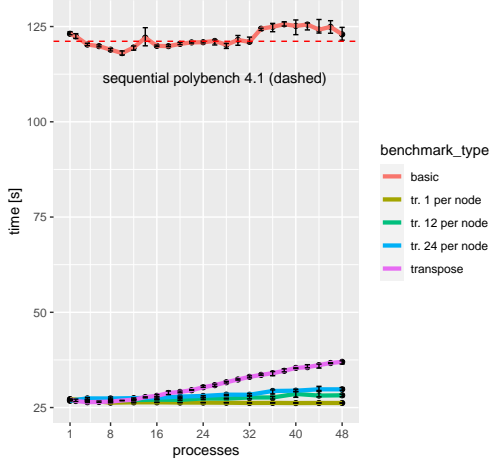 125
100
75
50
25
time [s]
sequential polybench 4.1 (dashed)
1
8
16
24
32
40
48
processes
benchmark_type
basic
tr. 1 per node
tr. 12 per node
tr. 24 per node
transpose